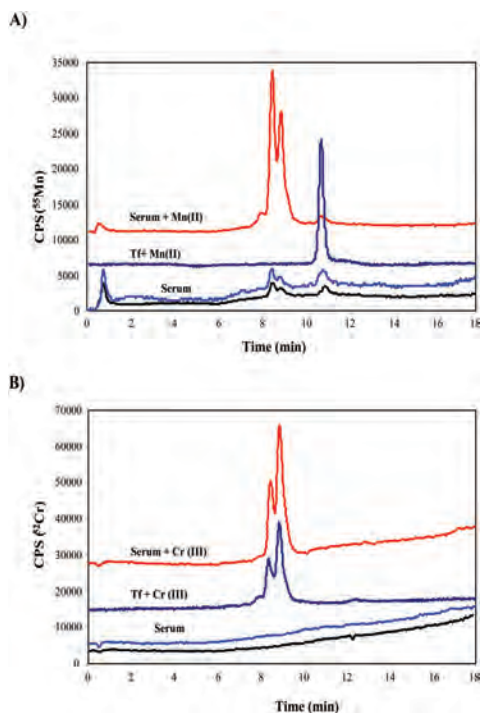 A)
35000
30000
25000
20000
15000
10000
5000
0
CPS(⁵⁵Mn)
Serum + Mn(II)
Tf+ Mn(II)
Serum
0 2 4 6 8 10 12 14 16 18
Time (min)
B)
70000
60000
50000
40000
30000
20000
10000
0
CPS (⁵²Cr)
Serum + Cr (III)
Tf + Cr (III)
Serum
0 2 4 6 8 10 12 14 16 18
Time (min)